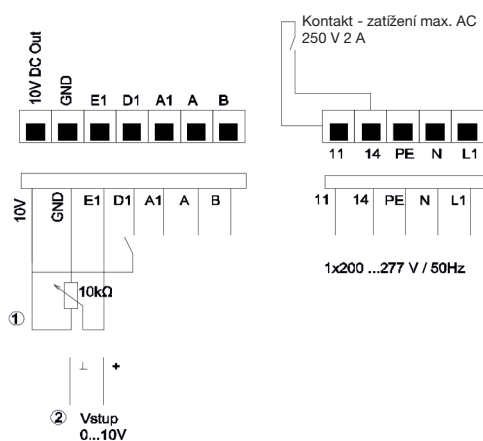 Kontakt - zatížení max. AC
250 V 2 A
10V DC Out GND E1 D1 A1 A B
11 14 PE N L1
10V GND E1 D1 A1 A B
11 14 PE N L1
1x200 ...277 V / 50Hz
10kΩ
1
⊥ +
2 Vstup
0...10V